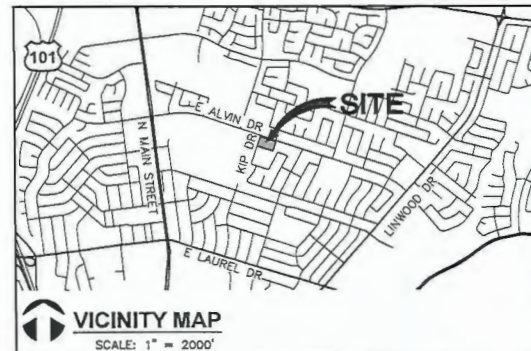 101
SITE
E ALVIN DR
KIP DR
N MAIN STREET
LINWOOD DR
E LAUREL DR
VICINITY MAP
SCALE: 1" = 2000'